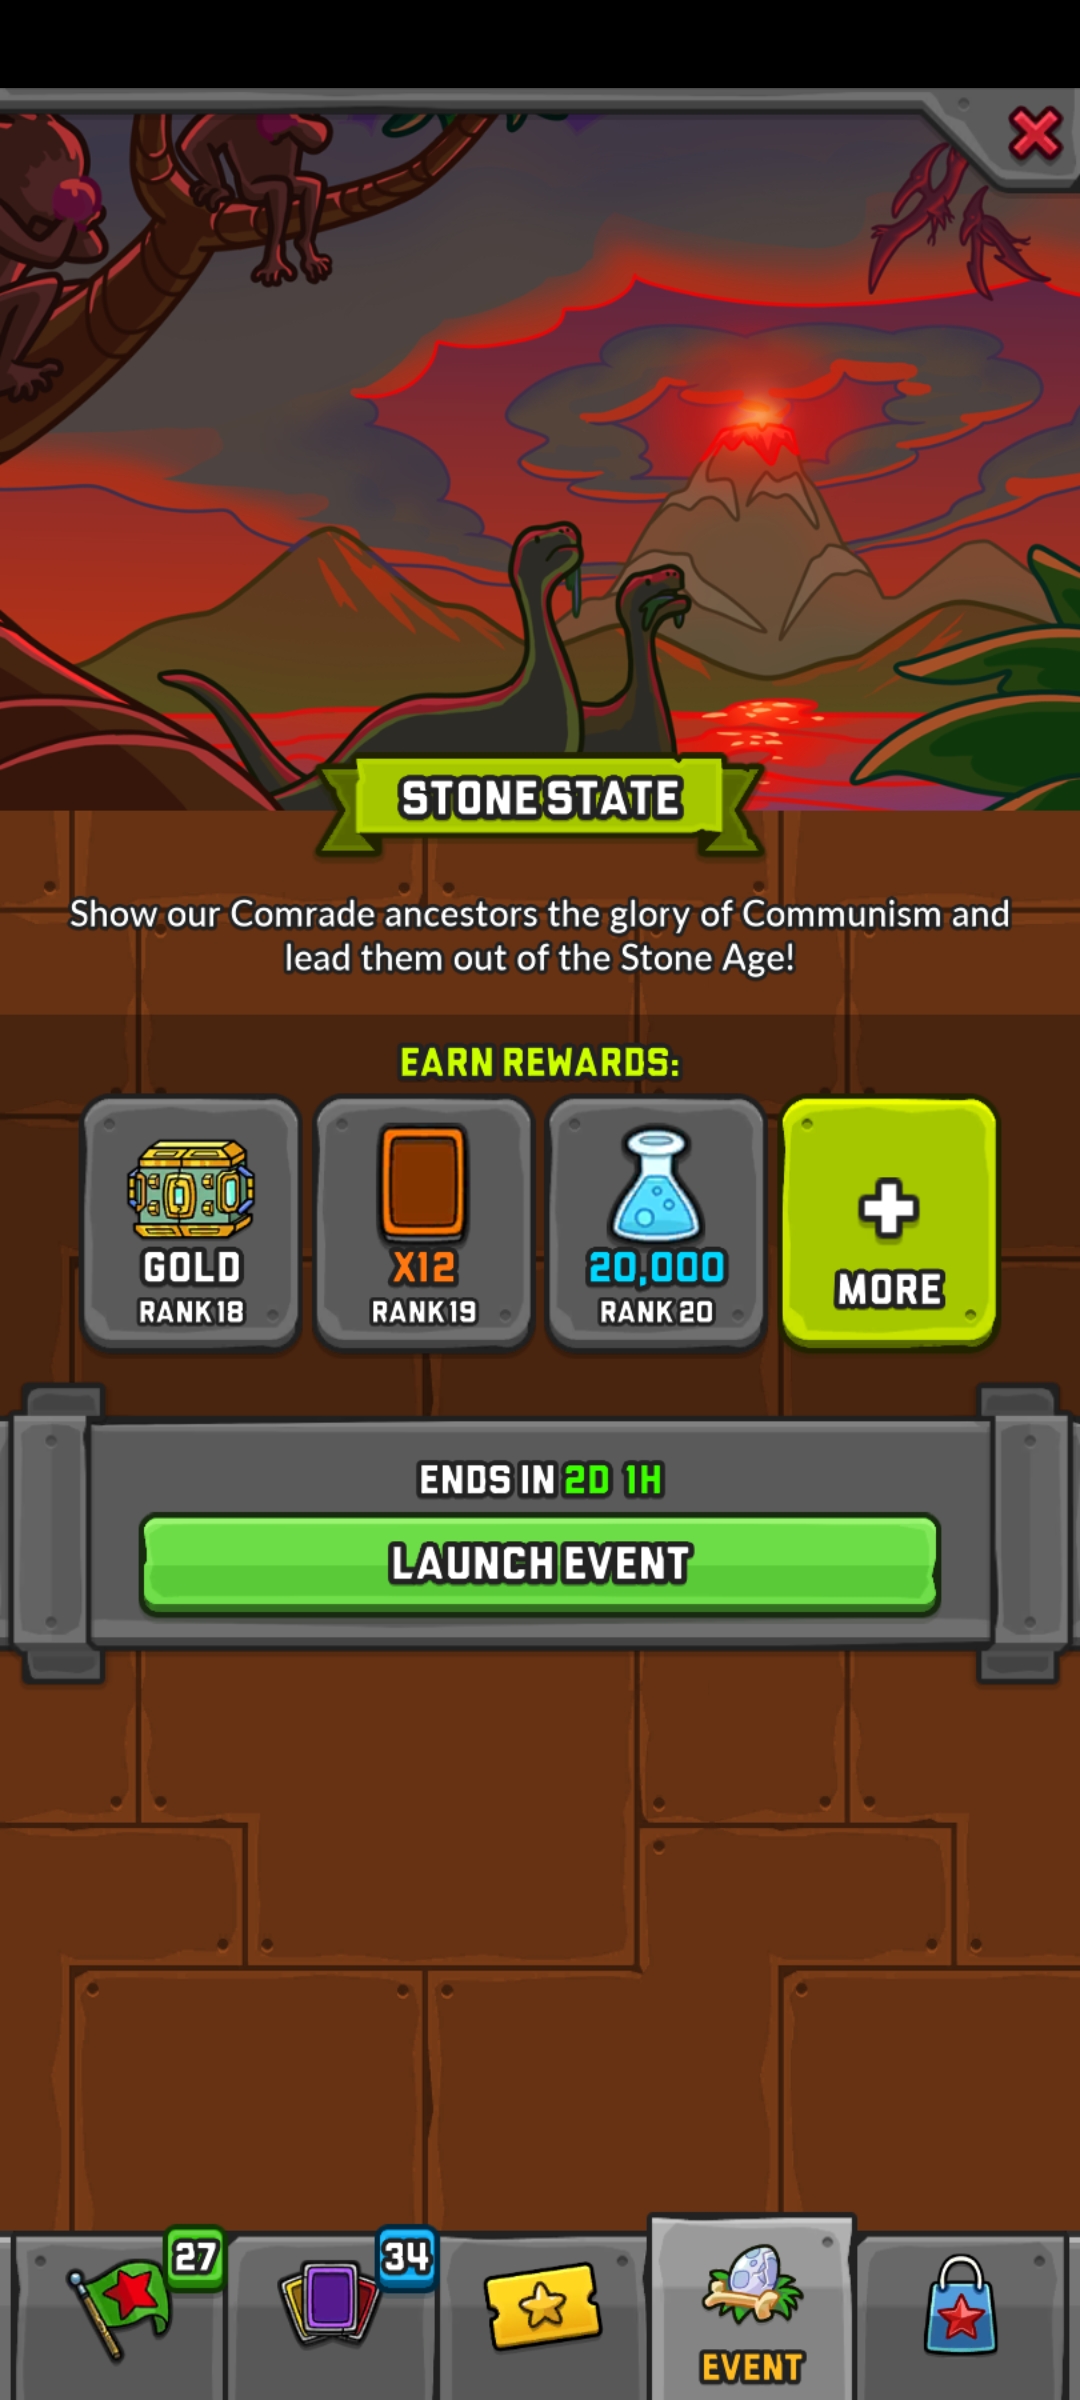 STONE STATE
Show our Comrade ancestors the glory of Communism and
lead them out of the Stone Age!
EARN REWARDS:
GOLD
RANK 18
X12
RANK 19
20,000
RANK 20
MORE
ENDS IN 2D 1H
LAUNCH EVENT
27
34
EVENT